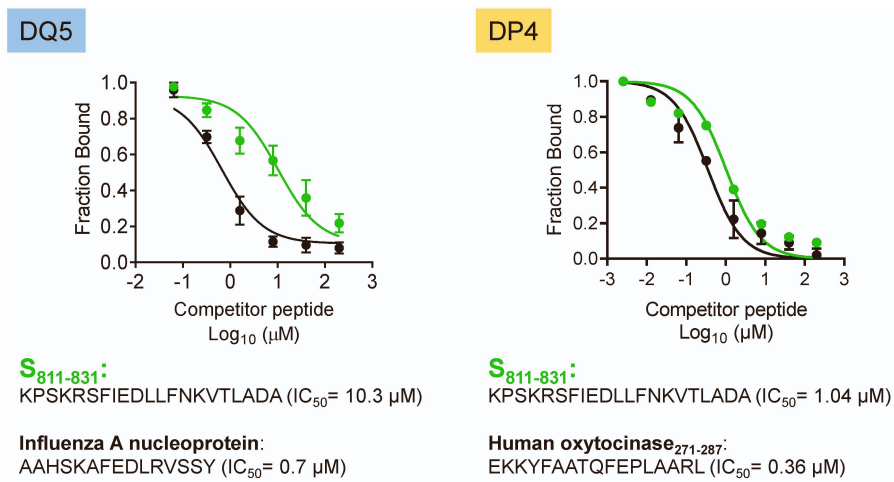 DQ5
DP4
Fraction Bound
1.0
0.8
0.6
0.4
0.2
0.0
-2 -1 0 1 2 3
Competitor peptide
Log10 (μM)
Fraction Bound
1.0
0.8
0.6
0.4
0.2
0.0
-3 -2 -1 0 1 2 3
Competitor peptide
Log10 (μM)
S811-831:
KPSKRSFIEDLLFNKVTLADA (IC50= 10.3 μM)
Influenza A nucleoprotein:
AAHSKAFEDLRVSSY (IC50= 0.7 μM)
S811-831:
KPSKRSFIEDLLFNKVTLADA (IC50= 1.04 μM)
Human oxytocinase271-287:
EKKYFAATQFEPLAARL (IC50= 0.36 μM)